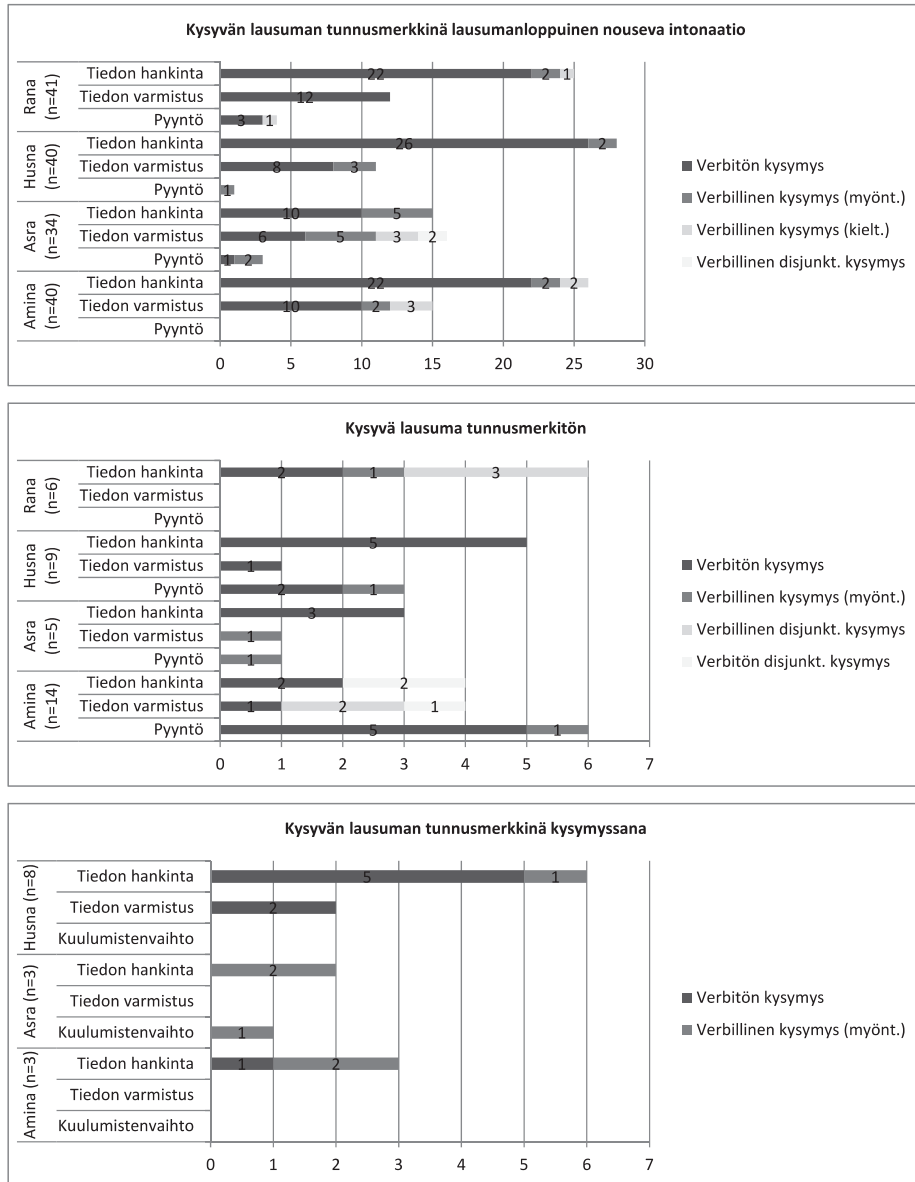 Kysyvän lausuman tunnusmerkkinä lausumanloppuinen nouseva intonaatio
Rana (n=41)
Tiedon hankinta 22 2 1
Tiedon varmistus 12
Pyyntö 3 1
Husna (n=40)
Tiedon hankinta 26 2
Tiedon varmistus 8 3
Pyyntö 1
Asra (n=34)
Tiedon hankinta 10 5
Tiedon varmistus 6 5 3 2
Pyyntö 1 2
Amina (n=40)
Tiedon hankinta 22 2 2
Tiedon varmistus 10 2 3
Pyyntö
0 5 10 15 20 25 30
Verbitön kysymys
Verbillinen kysymys (myönt.)
Verbillinen kysymys (kielt.)
Verbillinen disjunkt. kysymys
Kysyvä lausuma tunnusmerkitön
Rana (n=6)
Tiedon hankinta 2 1 3
Tiedon varmistus
Pyyntö
Husna (n=9)
Tiedon hankinta 5
Tiedon varmistus 1
Pyyntö 2 1
Asra (n=5)
Tiedon hankinta 3
Tiedon varmistus 1
Pyyntö 1
Amina (n=14)
Tiedon hankinta 2 2
Tiedon varmistus 1 2 1
Pyyntö 5 1
0 1 2 3 4 5 6 7
Verbitön kysymys
Verbillinen kysymys (myönt.)
Verbillinen disjunkt. kysymys
Verbitön disjunkt. kysymys
Kysyvän lausuman tunnusmerkkinä kysymyssana
Husna (n=8)
Tiedon hankinta 5 1
Tiedon varmistus 2
Kuulumistenvaihto
Asra (n=3)
Tiedon hankinta 2
Tiedon varmistus
Kuulumistenvaihto 1
Amina (n=3)
Tiedon hankinta 1 2
Tiedon varmistus
Kuulumistenvaihto
0 1 2 3 4 5 6 7
Verbitön kysymys
Verbillinen kysymys (myönt.)